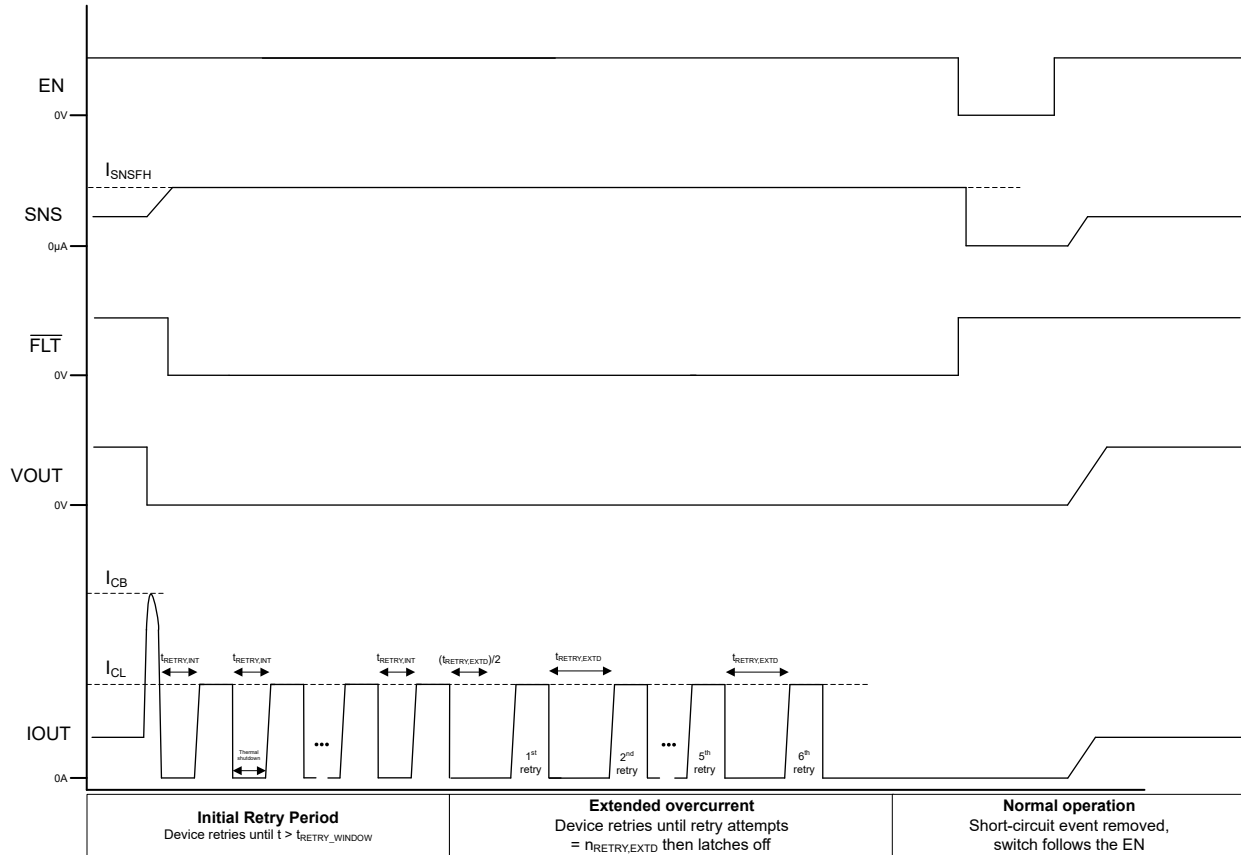 EN
0V
ISNSFH
SNS
0µA
FLT
0V
VOUT
0V
ICB
tRETRY,INT
tRETRY,INT
tRETRY,INT
(tRETRY,EXTD)/2
tRETRY,EXTD
tRETRY,EXTD
ICL
IOUT
Thermal
shutdown
...
1st
retry
2nd
retry
...
5th
retry
6th
retry
0A
Initial Retry Period
Device retries until t > tRETRY_WINDOW
Extended overcurrent
Device retries until retry attempts
= nRETRY,EXTD then latches off
Normal operation
Short-circuit event removed,
switch follows the EN